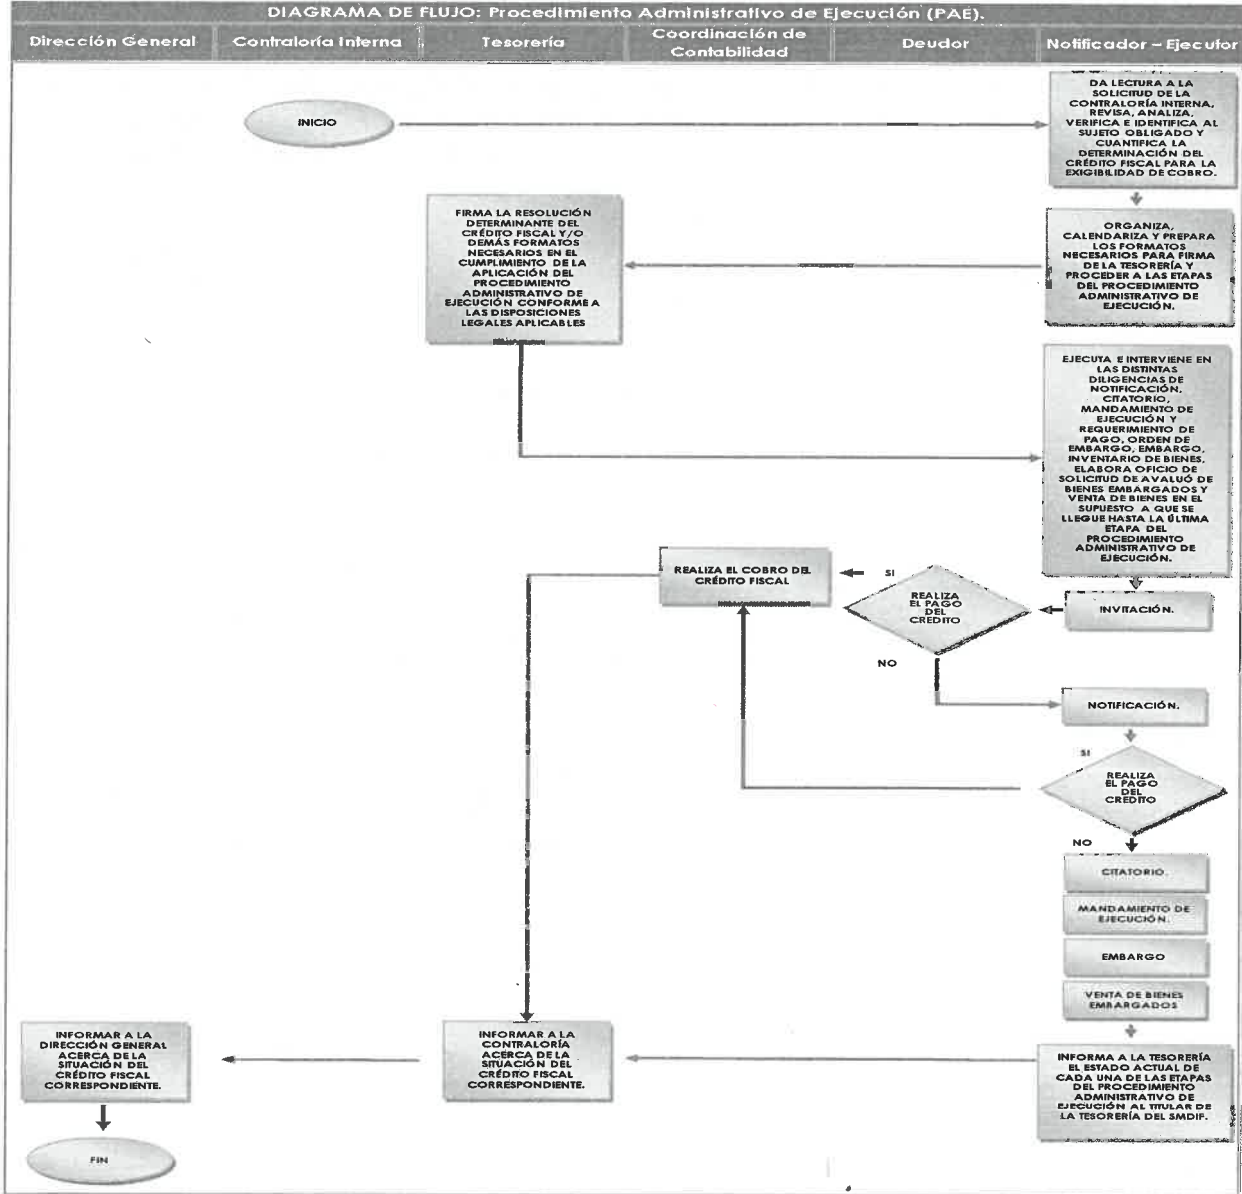 DIAGRAMA DE FLUJO: Procedimiento Administrativo de Ejecución (PAE).
Dirección General
Contraloría Interna
Tesorería
Coordinación de
Contabilidad
Deudor
Notificador – Ejecutor
INICIO
DA LECTURA A LA
SOLICITUD DE LA
CONTRALORÍA INTERNA,
REVISA, ANALIZA,
VERIFICA E IDENTIFICA AL
SUJETO OBLIGADO Y
CUANTIFICA LA
DETERMINACIÓN DEL
CRÉDITO FISCAL PARA LA
EXIGIBILIDAD DE COBRO.
FIRMA LA RESOLUCIÓN
DETERMINANTE DEL
CRÉDITO FISCAL Y/O
DEMÁS FORMATOS
NECESARIOS EN EL
CUMPLIMIENTO DE LA
APLICACIÓN DEL
PROCEDIMIENTO
ADMINISTRATIVO DE
EJECUCIÓN CONFORME A
LAS DISPOSICIONES
LEGALES APLICABLES
ORGANIZA,
CALENDARIZA Y PREPARA
LOS FORMATOS
NECESARIOS PARA FIRMA
DE LA TESORERÍA Y
PROCEDER A LAS ETAPAS
DEL PROCEDIMIENTO
ADMINISTRATIVO DE
EJECUCIÓN.
EJECUTA E INTERVIENE EN
LAS DISTINTAS
DILIGENCIAS DE
NOTIFICACIÓN,
CITATORIO,
MANDAMIENTO DE
EJECUCIÓN Y
REQUERIMIENTO DE
PAGO, ORDEN DE
EMBARGO, EMBARGO,
INVENTARIO DE BIENES,
ELABORA OFICIO DE
SOLICITUD DE AVALUÓ DE
BIENES EMBARGADOS Y
VENTA DE BIENES EN EL
SUPUESTO A QUE SE
LLEGUE HASTA LA ÚLTIMA
ETAPA DEL
PROCEDIMIENTO
ADMINISTRATIVO DE
EJECUCIÓN.
REALIZA EL COBRO DEL
CRÉDITO FISCAL
SI
REALIZA
EL PAGO
DEL
CREDITO
INVITACIÓN.
NO
NOTIFICACIÓN.
SI
REALIZA
EL PAGO
DEL
CREDITO
NO
CITATORIO.
MANDAMIENTO DE
EJECUCIÓN.
EMBARGO
VENTA DE BIENES
EMBARGADOS
INFORMAR A LA
DIRECCIÓN GENERAL
ACERCA DE LA
SITUACIÓN DEL
CRÉDITO FISCAL
CORRESPONDIENTE.
INFORMAR A LA
CONTRALORÍA
ACERCA DE LA
SITUACIÓN DEL
CRÉDITO FISCAL
CORRESPONDIENTE.
INFORMA A LA TESORERÍA
EL ESTADO ACTUAL DE
CADA UNA DE LAS ETAPAS
DEL PROCEDIMIENTO
ADMINISTRATIVO DE
EJECUCIÓN AL TITULAR DE
LA TESORERÍA DEL SMDIF.
FIN